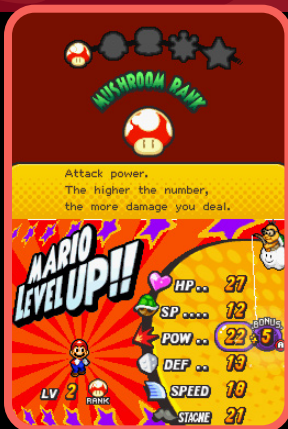 MUSHROOM RANK
Attack power.
The higher the number,
the more damage you deal.
MARIO
LEVEL UP!!
HP.. 27
SP.... 12
BONUS
POW.. 22 5
A
DEF.. 13
SPEED 18
LV 2 RANK
STACHE 21